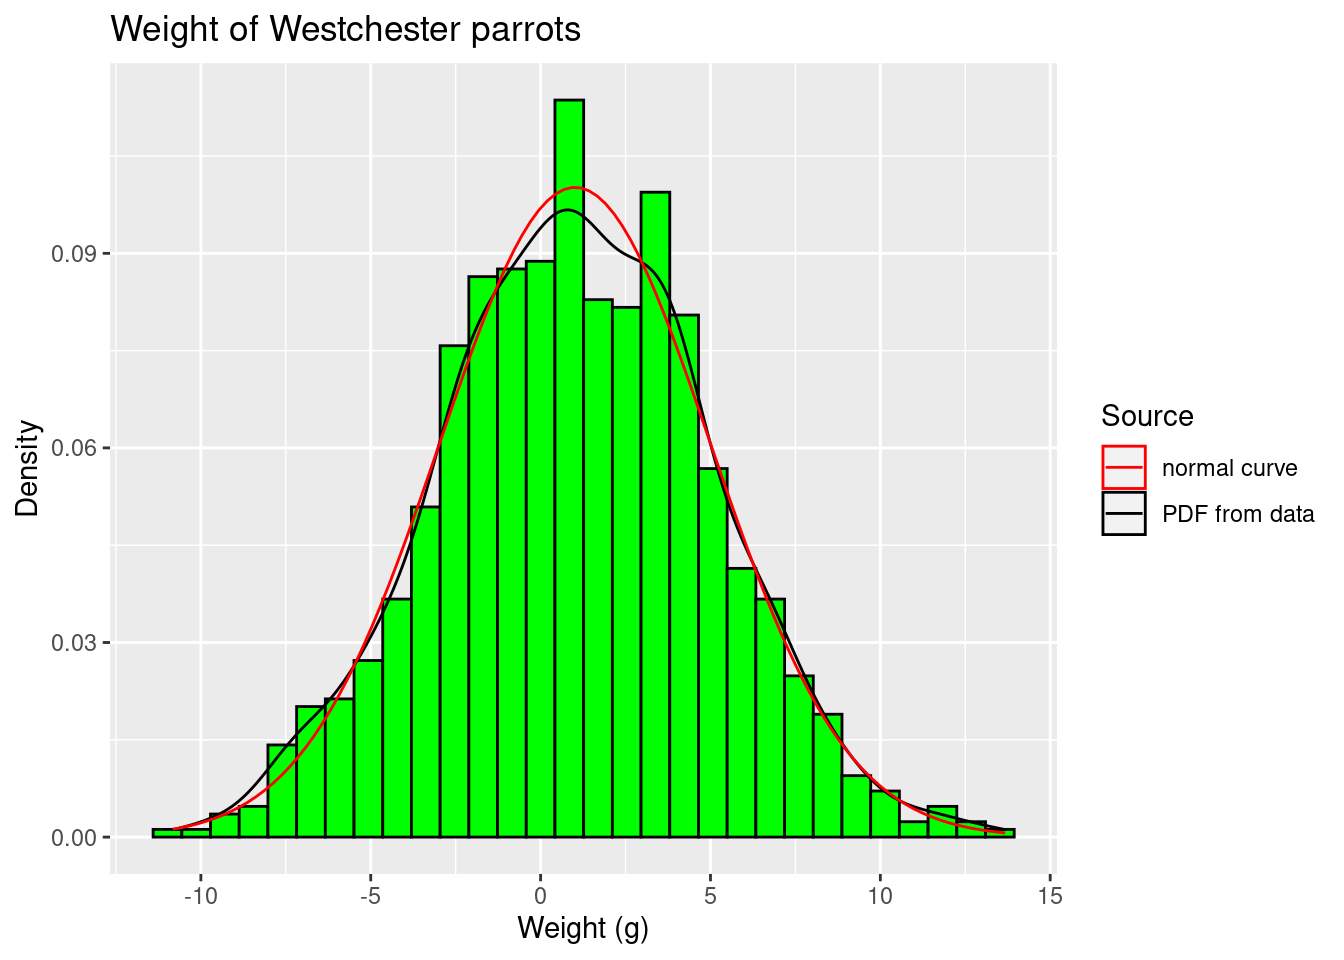 Weight of Westchester parrots
Density
0.09
0.06
0.03
0.00
-10 -5 0 5 10 15
Weight (g)
Source
normal curve
PDF from data